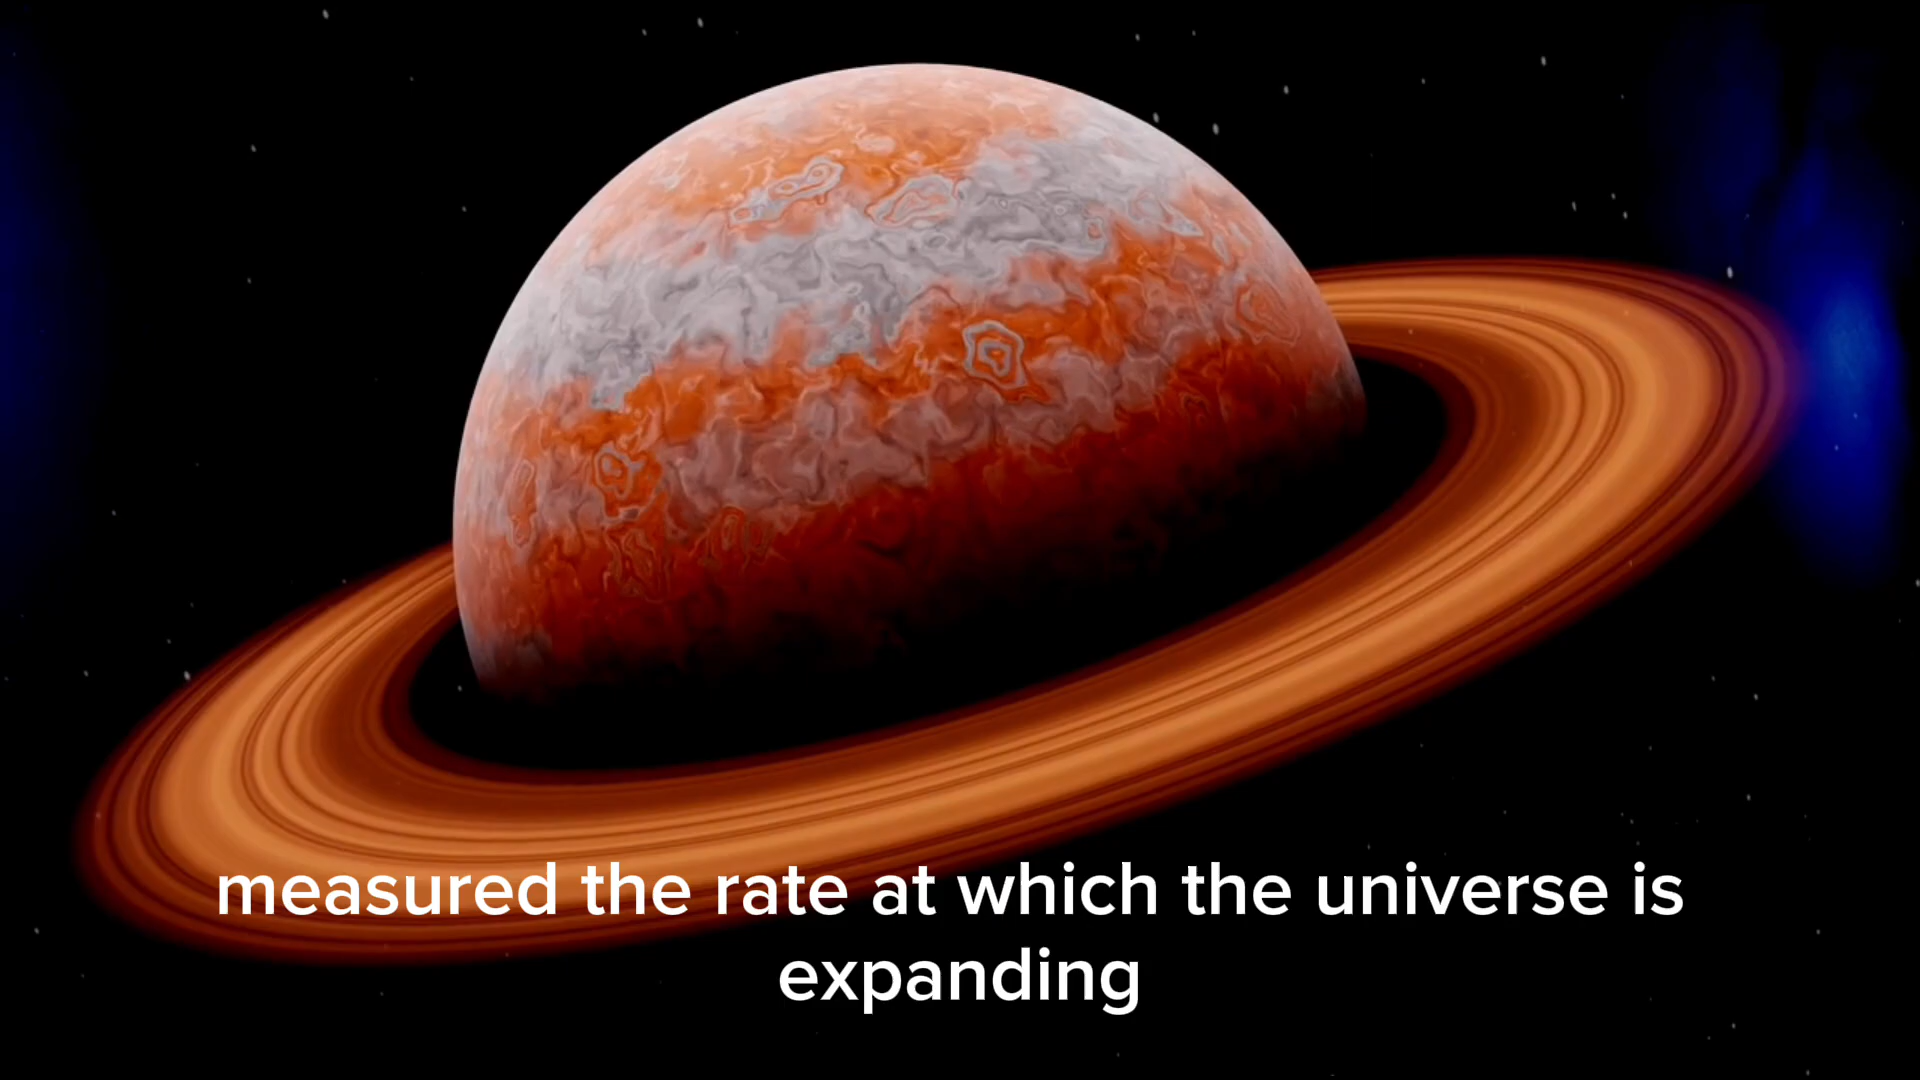 measured the rate at which the universe is
expanding